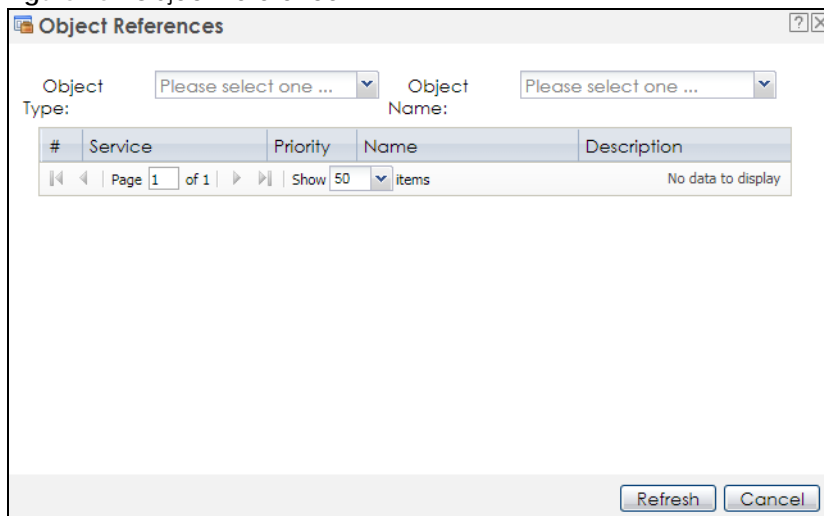 Object References
Object Type: Please select one ... Object Name: Please select one ...
# Service Priority Name Description
Page 1 of 1 Show 50 items No data to display
Refresh Cancel